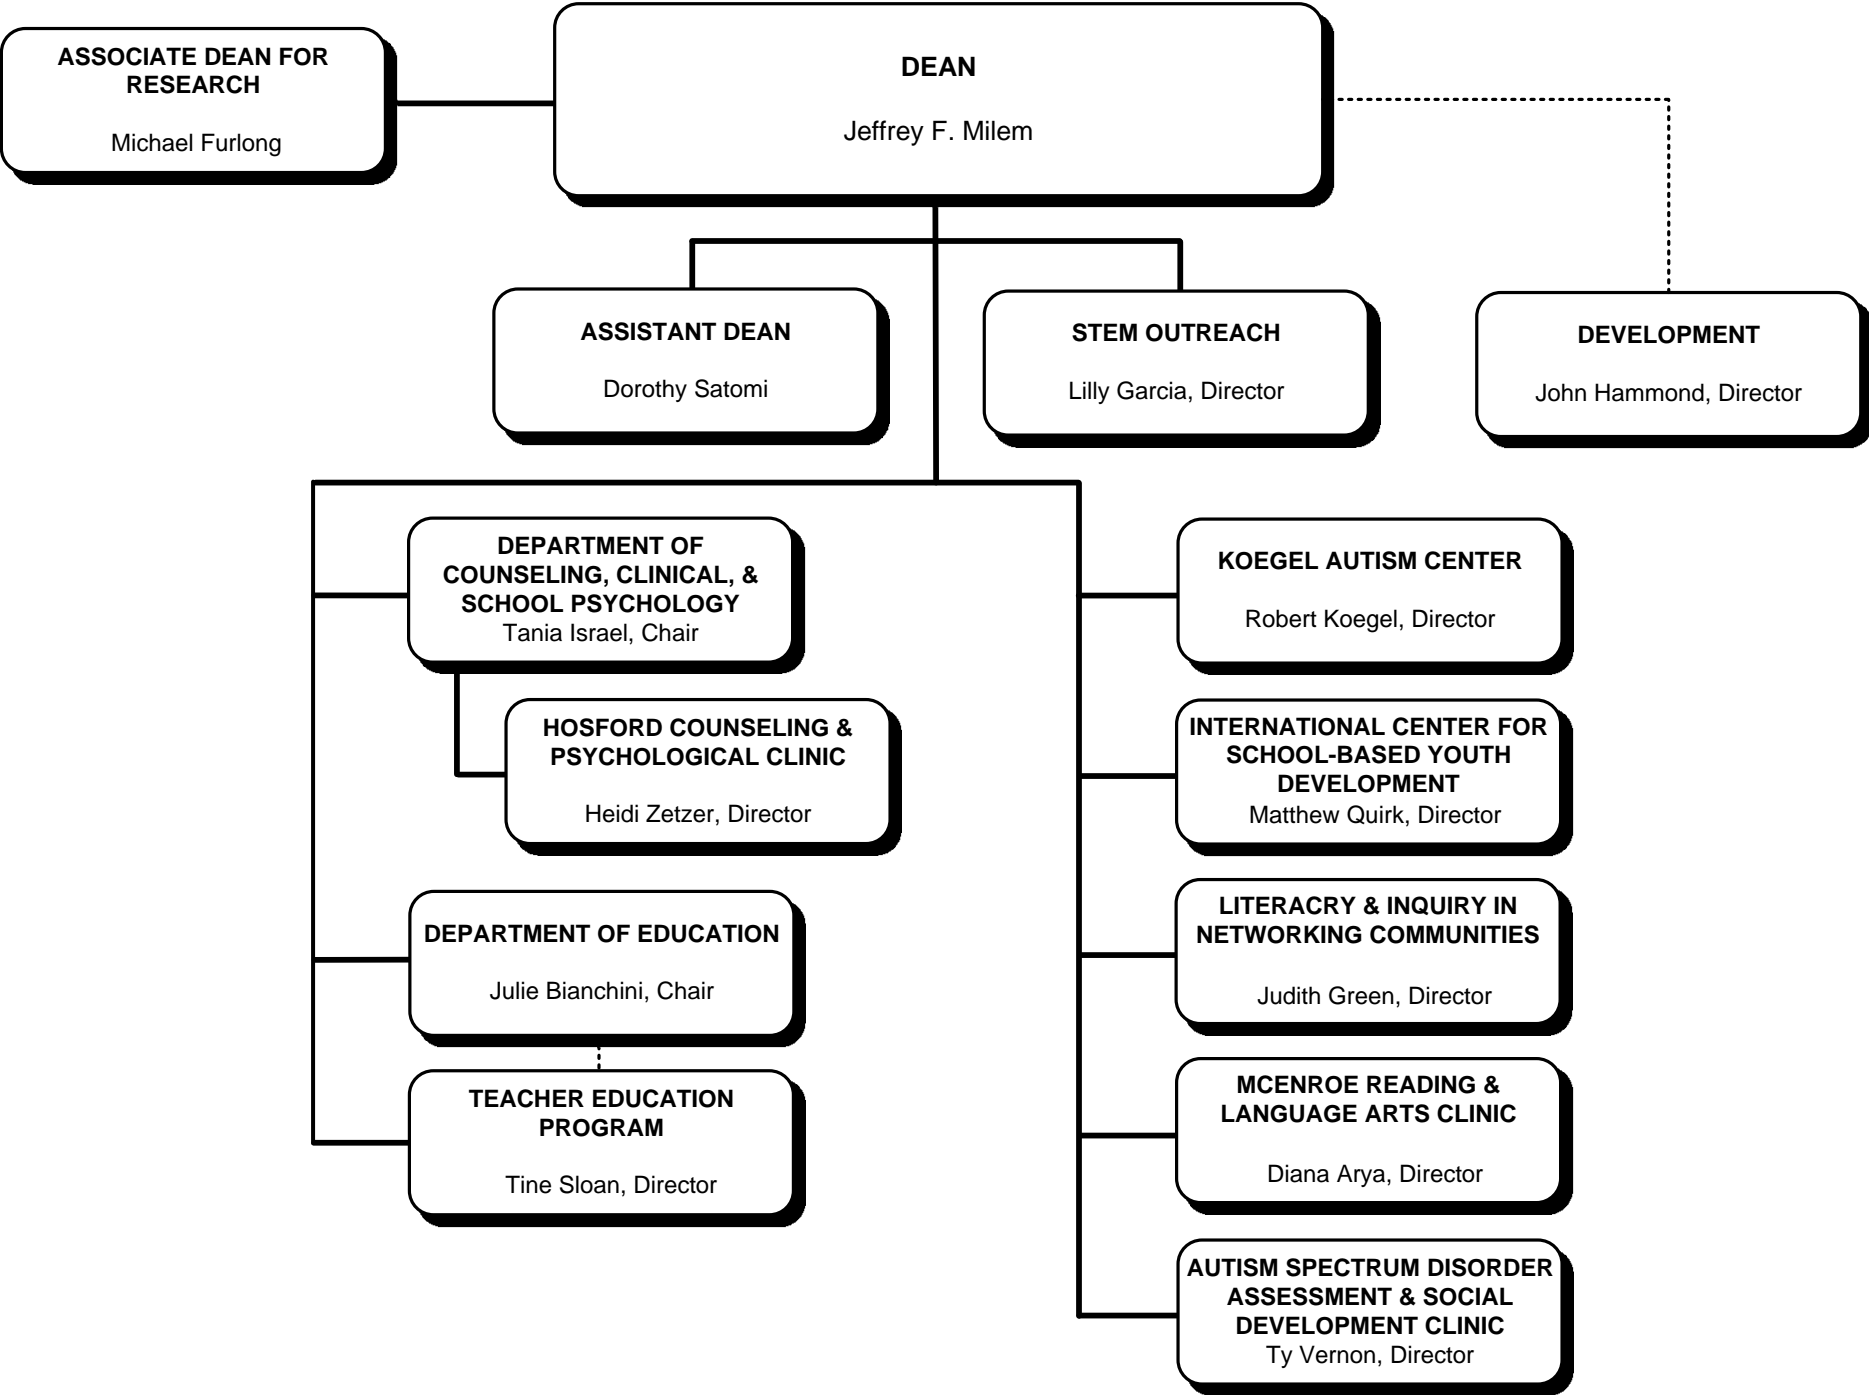 ASSOCIATE DEAN FOR
RESEARCH
Michael Furlong
DEAN
Jeffrey F. Milem
ASSISTANT DEAN
Dorothy Satomi
STEM OUTREACH
Lilly Garcia, Director
DEVELOPMENT
John Hammond, Director
DEPARTMENT OF
COUNSELING, CLINICAL, &
SCHOOL PSYCHOLOGY
Tania Israel, Chair
HOSFORD COUNSELING &
PSYCHOLOGICAL CLINIC
Heidi Zetzer, Director
DEPARTMENT OF EDUCATION
Julie Bianchini, Chair
TEACHER EDUCATION
PROGRAM
Tine Sloan, Director
KOEGEL AUTISM CENTER
Robert Koegel, Director
INTERNATIONAL CENTER FOR
SCHOOL-BASED YOUTH
DEVELOPMENT
Matthew Quirk, Director
LITERACRY & INQUIRY IN
NETWORKING COMMUNITIES
Judith Green, Director
MCENROE READING &
LANGUAGE ARTS CLINIC
Diana Arya, Director
AUTISM SPECTRUM DISORDER
ASSESSMENT & SOCIAL
DEVELOPMENT CLINIC
Ty Vernon, Director